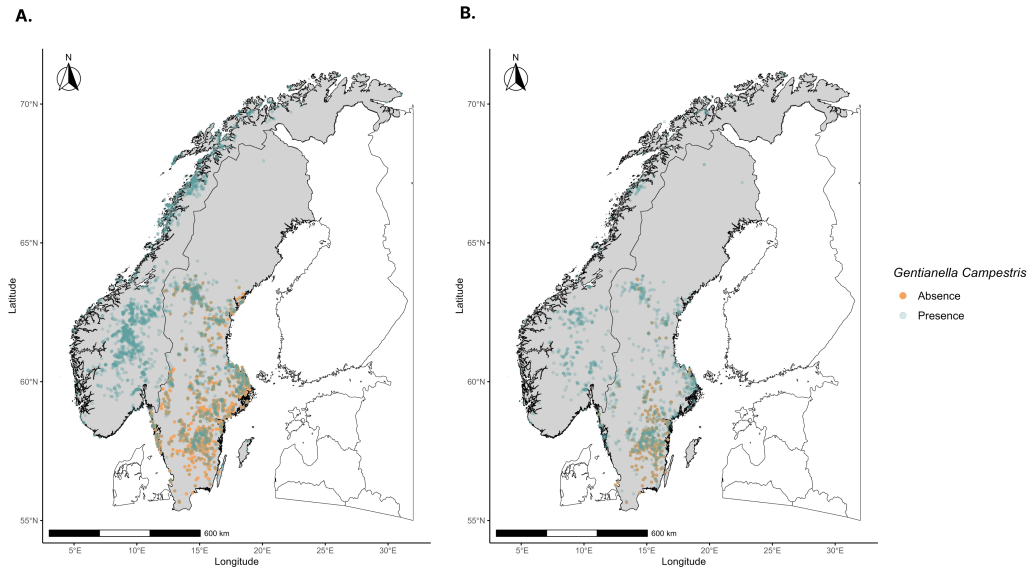 A.
B.
N
N
70°N
65°N
60°N
55°N
Latitude
600 km
5°E 10°E 15°E 20°E 25°E 30°E
Longitude
70°N
65°N
60°N
55°N
Latitude
600 km
5°E 10°E 15°E 20°E 25°E 30°E
Longitude
Gentianella Campestris
Absence
Presence